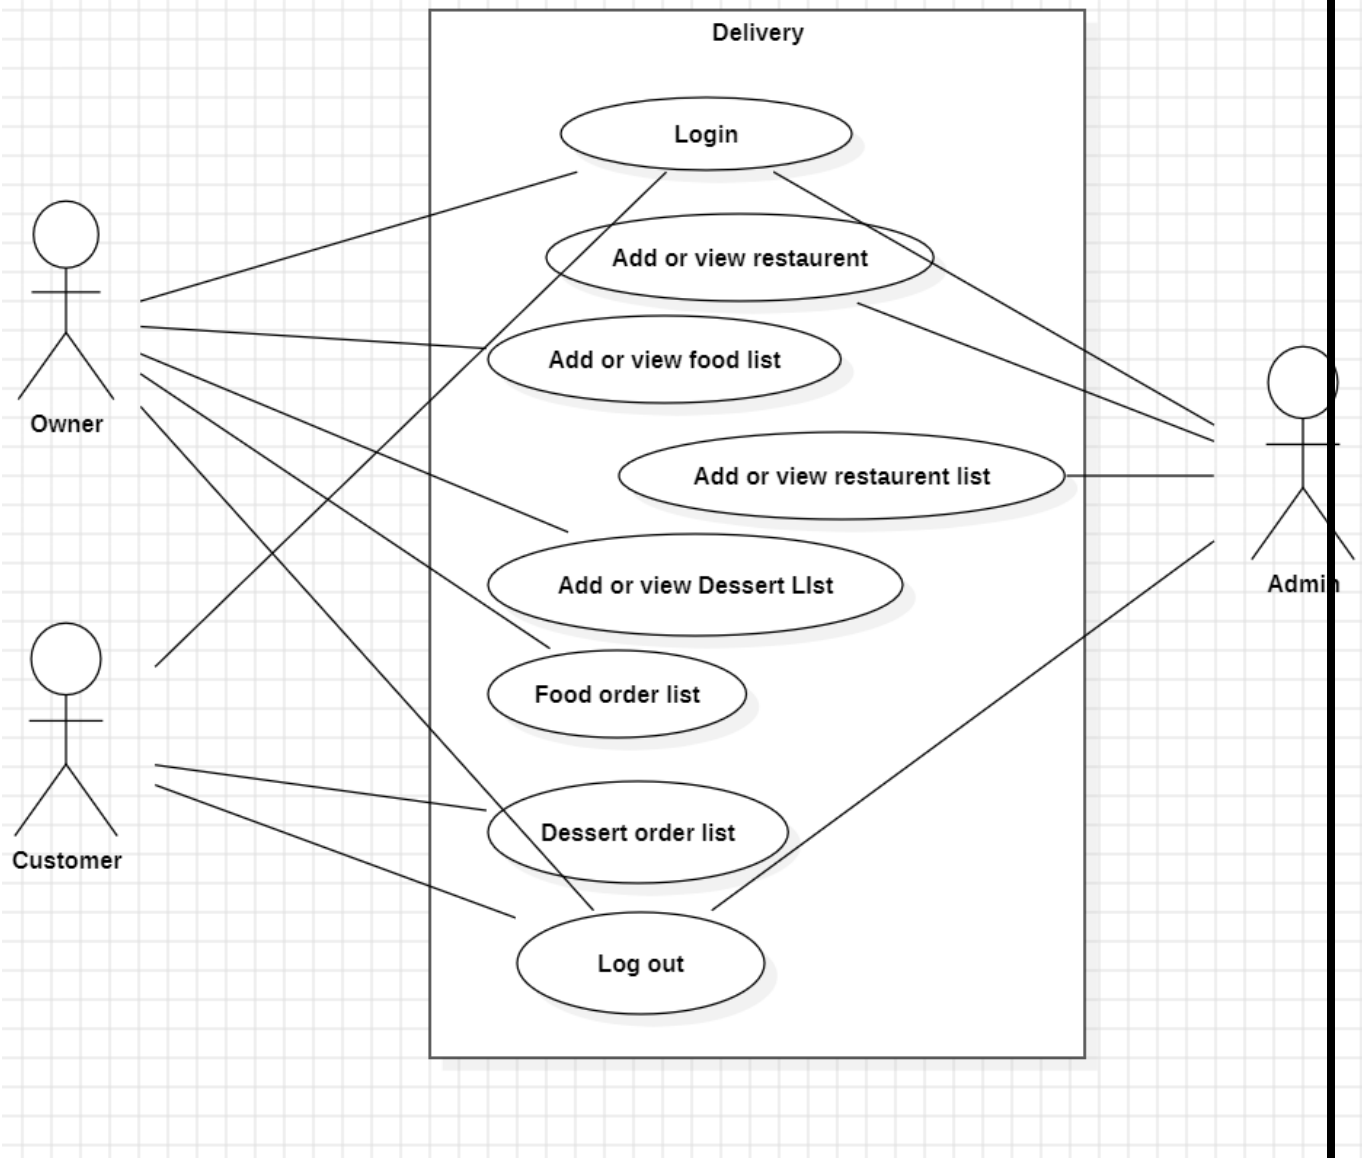 Delivery
Login
Add or view restaurent
Add or view food list
Owner
Add or view restaurent list
Add or view Dessert LIst
Admin
Food order list
Dessert order list
Customer
Log out